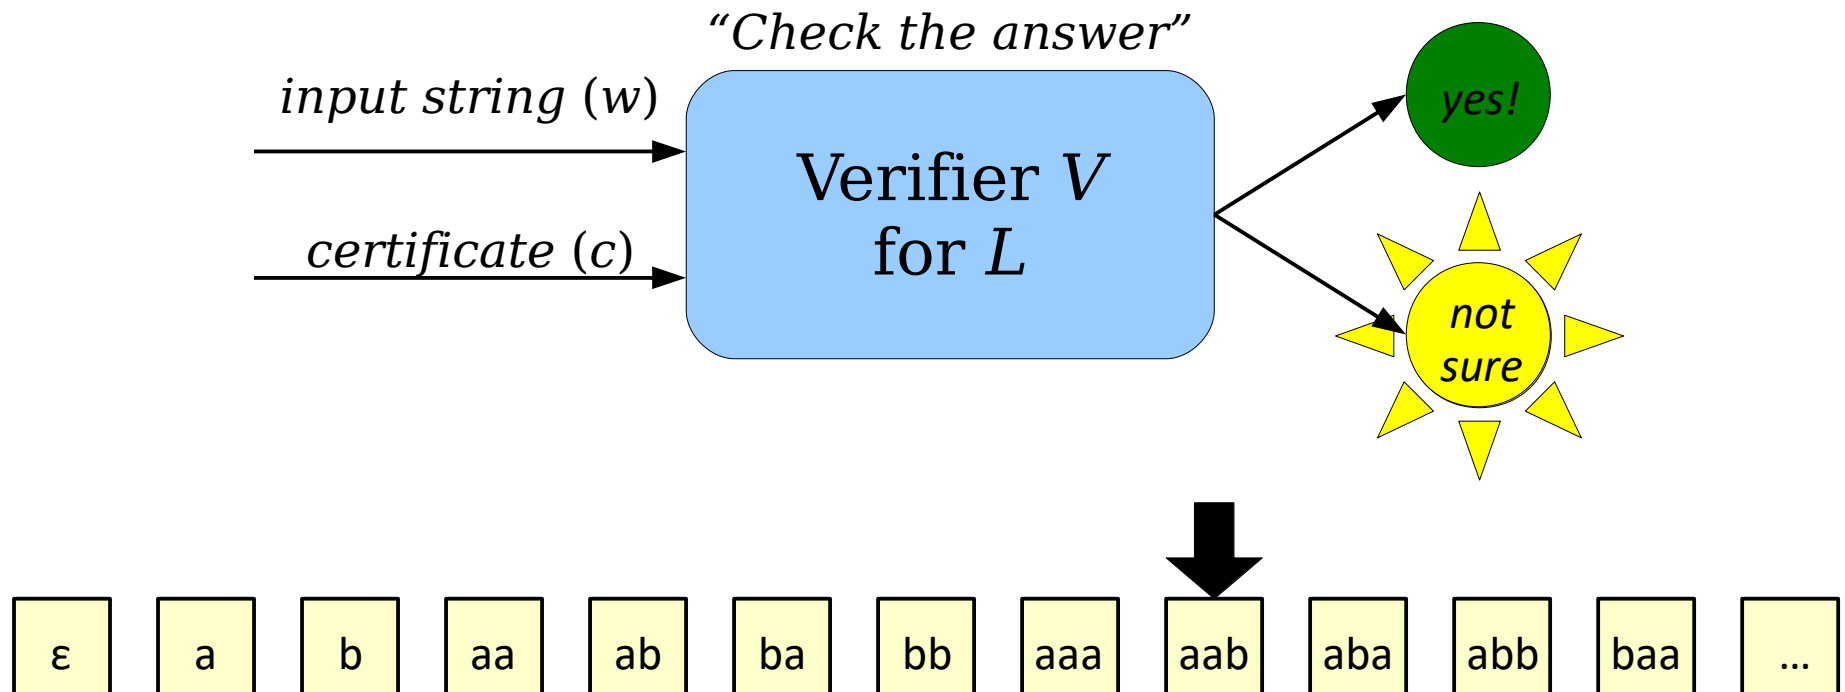 “Check the answer”
input string (w)
certificate (c)
Verifier V
for L
yes!
not
sure
ε a b aa ab ba bb aaa aab aba abb baa ...